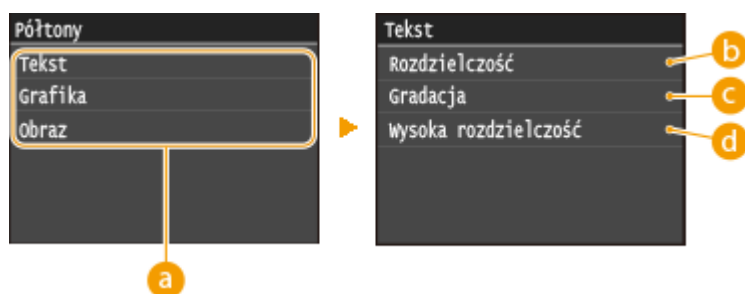 Półtony
Tekst
Grafika
Obraz
a
Tekst
Rozdzielczość
Gradacja
Wysoka rozdzielczość
b
c
d